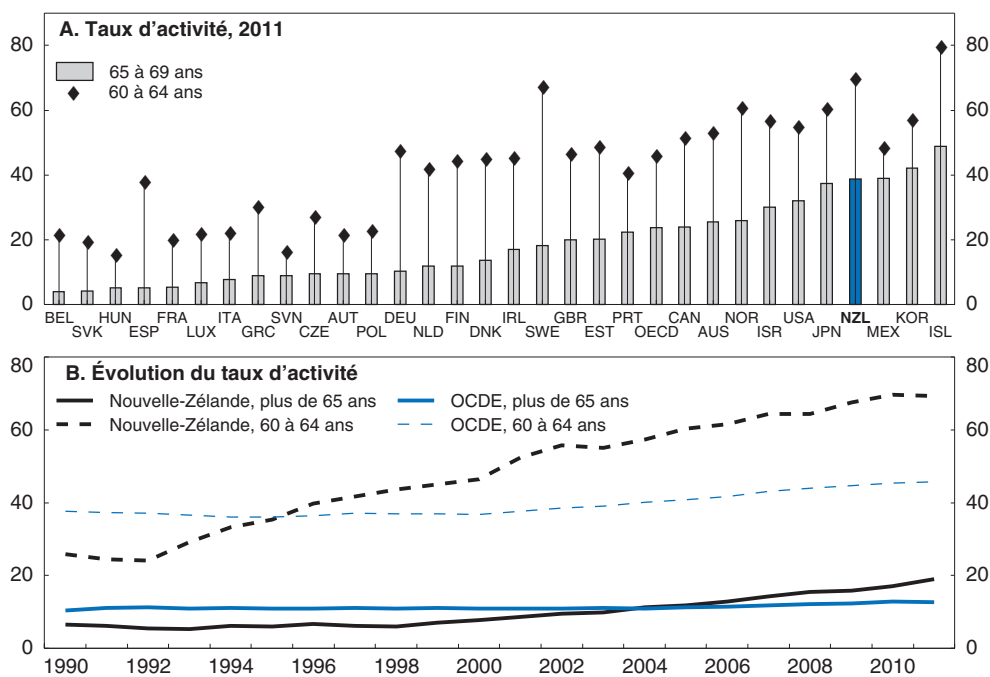 A. Taux d'activité, 2011
65 à 69 ans
60 à 64 ans
80 80
60 60
40 40
20 20
0 0
BEL HUN FRA ITA SVN AUT DEU FIN IRL GBR PRT CAN NOR USA NZL KOR
SVK ESP LUX GRC CZE POL NLD DNK SWE EST OECD AUS ISR JPN MEX ISL
80 80
B. Évolution du taux d'activité
Nouvelle-Zélande, plus de 65 ans OCDE, plus de 65 ans
Nouvelle-Zélande, 60 à 64 ans OCDE, 60 à 64 ans
60 60
40 40
20 20
0 0
1990 1992 1994 1996 1998 2000 2002 2004 2006 2008 2010